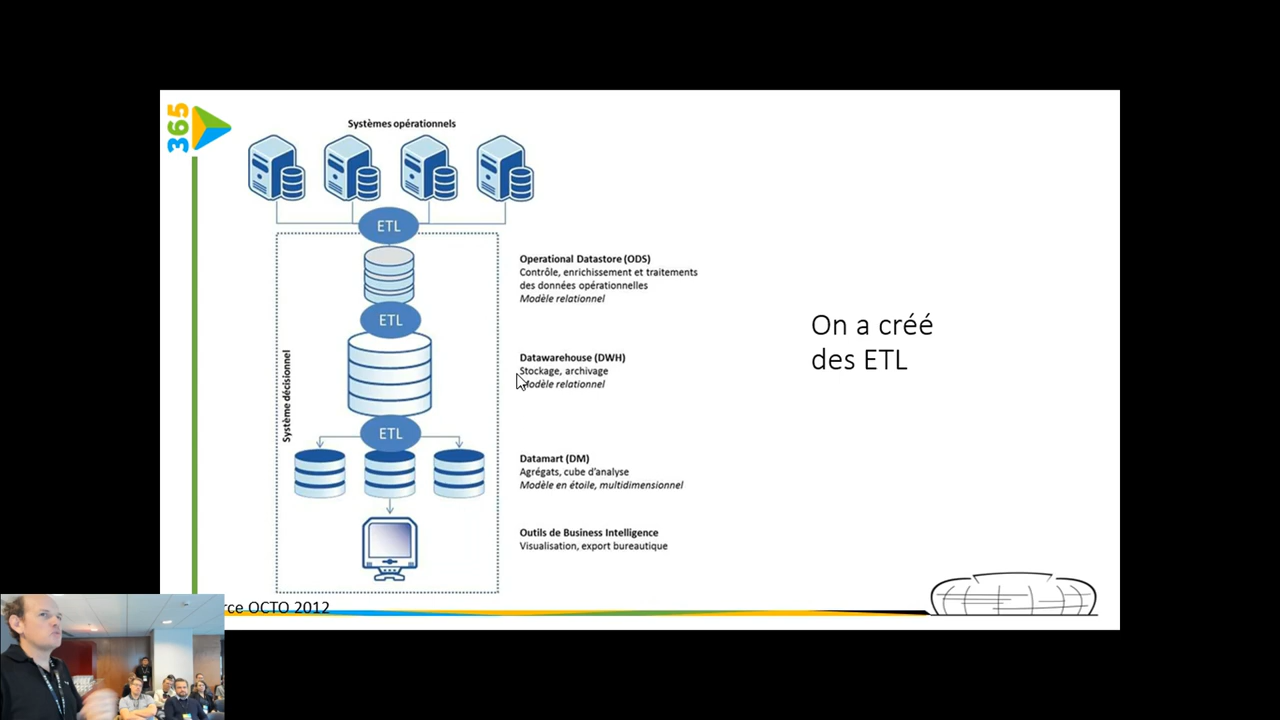 365
Systèmes opérationnels
ETL
Operational Datastore (ODS)
Contrôle, enrichissement et traitements
des données opérationnelles
Modèle relationnel
ETL
Système décisionnel
Datawarehouse (DWH)
Stockage, archivage
Modèle relationnel
ETL
Datamart (DM)
Agrégats, cube d'analyse
Modèle en étoile, multidimensionnel
Outils de Business Intelligence
Visualisation, export bureautique
On a créé
des ETL
rce OCTO 2012